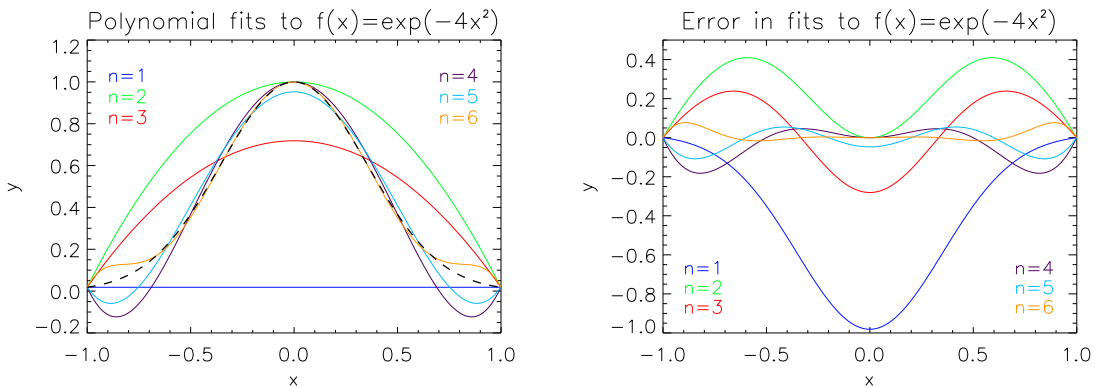 Polynomial fits to f(x)=exp(−4x²)
1.2
1.0
0.8
0.6
0.4
0.2
0.0
−0.2
y
n=1
n=2
n=3
n=4
n=5
n=6
−1.0 −0.5 0.0 0.5 1.0
x
Error in fits to f(x)=exp(−4x²)
0.4
0.2
0.0
−0.2
−0.4
−0.6
−0.8
−1.0
y
n=1
n=2
n=3
n=4
n=5
n=6
−1.0 −0.5 0.0 0.5 1.0
x